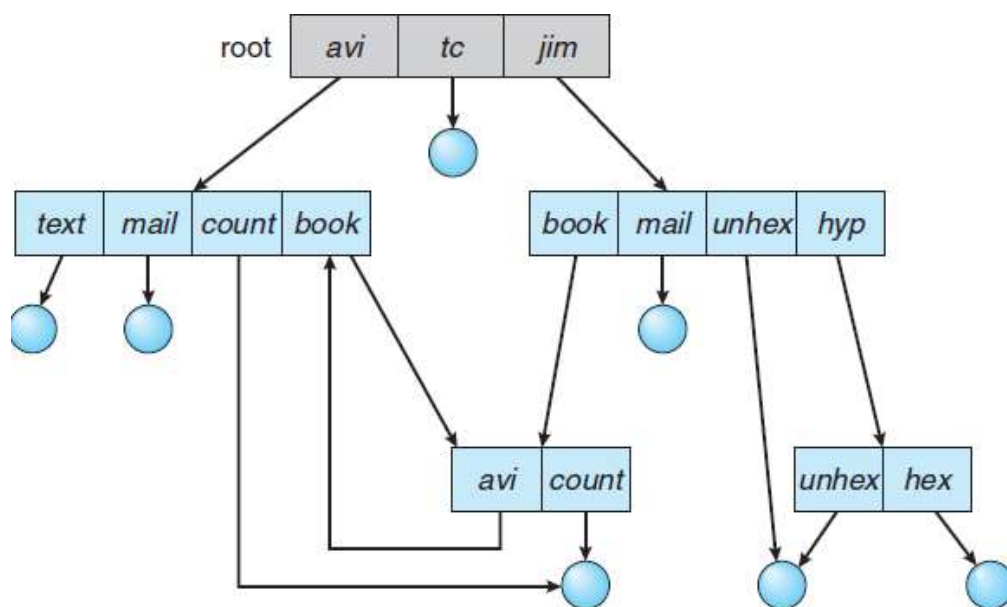 root avi tc jim
text mail count book
book mail unhex hyp
avi count
unhex hex